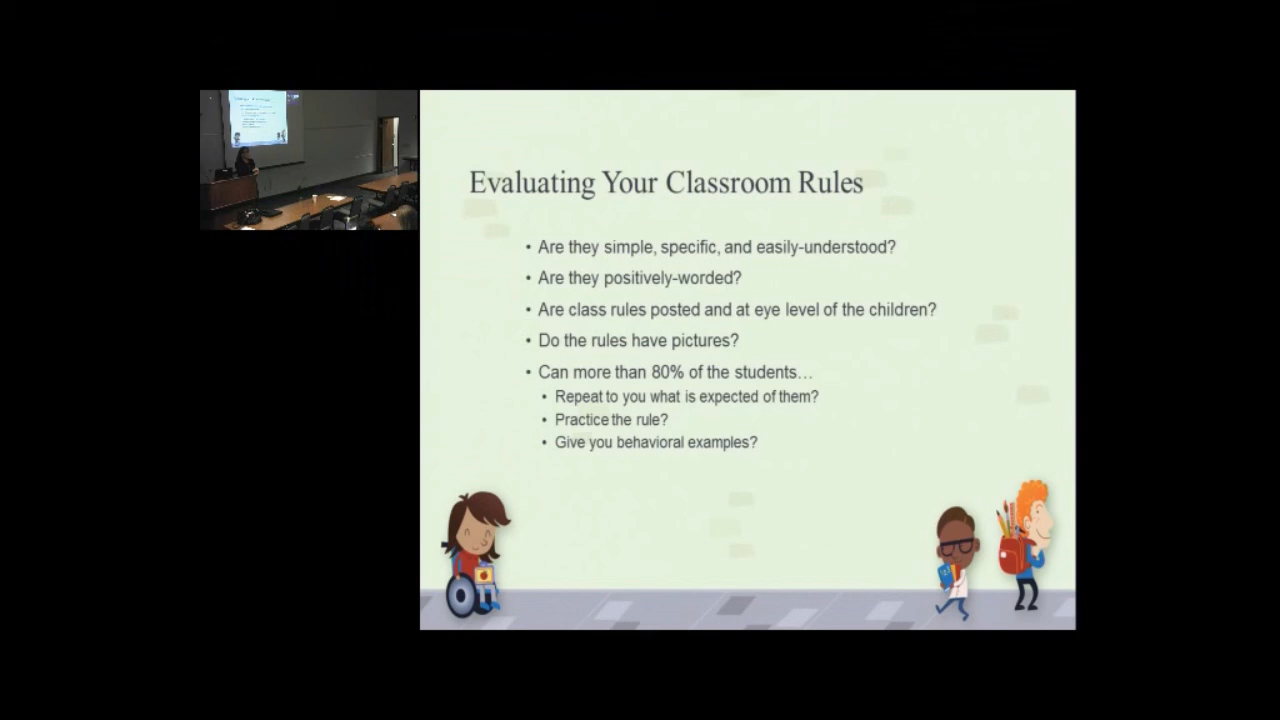 Evaluating Your Classroom Rules
• Are they simple, specific, and easily-understood?
• Are they positively-worded?
• Are class rules posted and at eye level of the children?
• Do the rules have pictures?
• Can more than 80% of the students…
• Repeat to you what is expected of them?
• Practice the rule?
• Give you behavioral examples?